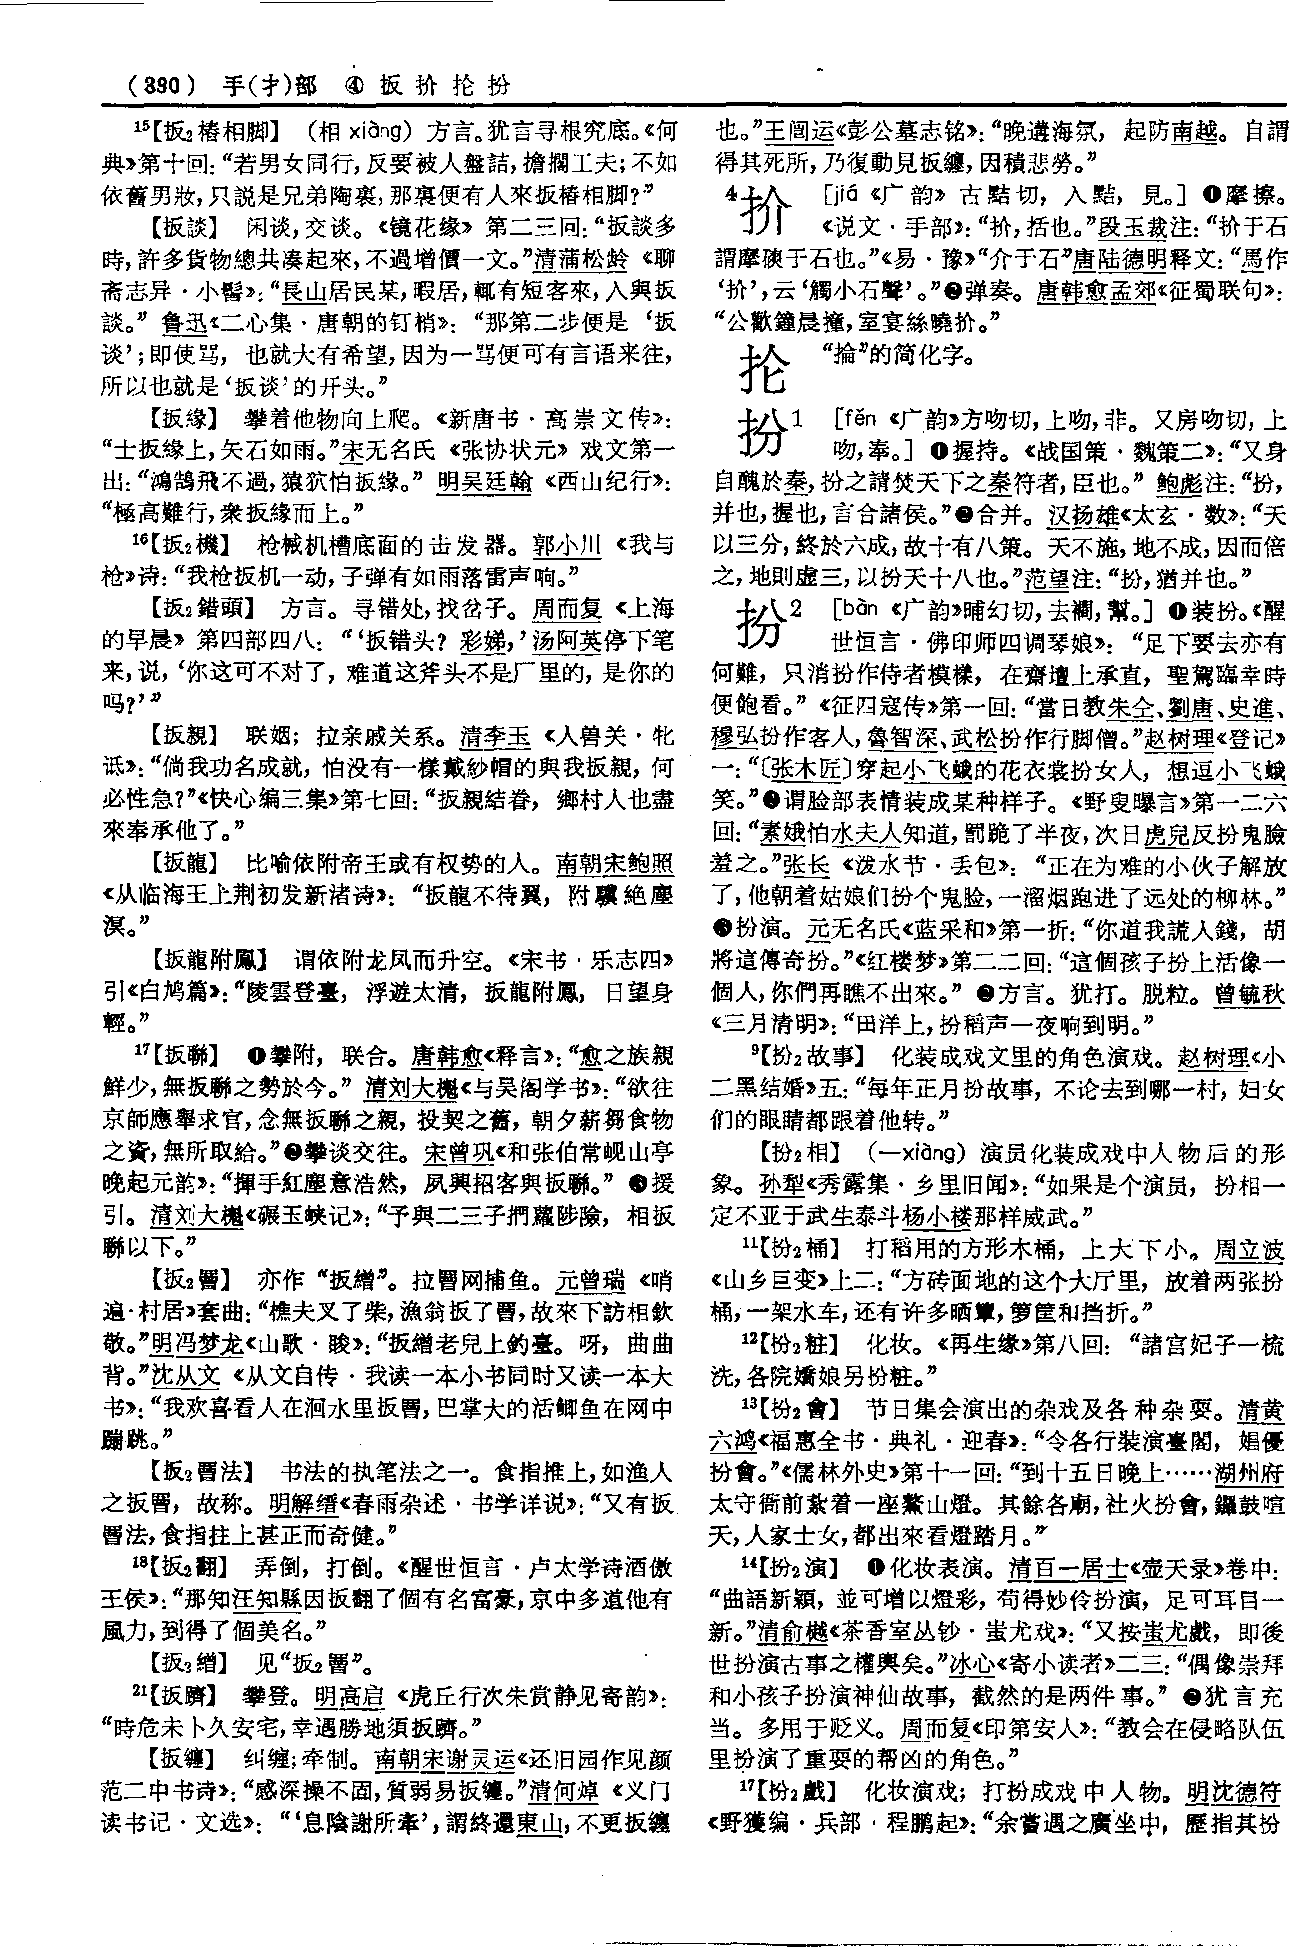 (390) 手(扌)部 ④ 扳扴抡扮
15【扳2樁相脚】 (相 xiàng) 方言。犹言寻根究底。《何
典》第十回:“若男女同行,反要被人盤詰,擔擱工夫;不如
依舊男妝,只説是兄弟陶裏,那裏便有人來扳樁相脚?”
【扳談】 闲谈,交谈。《镜花缘》第二三回:“扳談多
時,許多貨物總共凑起來,不過增價一文。”清蒲松龄《聊
斋志异·小髻》:“長山居民某,暇居,輒有短客來,入與扳
談。” 鲁迅《二心集·唐朝的钉梢》:“那第二步便是‘扳
谈’;即使骂,也就大有希望,因为一骂便可有言语来往,
所以也就是‘扳谈’的开头。”
【扳緣】 攀着他物向上爬。《新唐书·高崇文传》:
“士扳緣上,矢石如雨。”宋无名氏《张协状元》戏文第一
出:“鴻鵠飛不過,猿狖怕扳緣。” 明吴廷翰《西山纪行》:
“極高難行,衆扳緣而上。”
16【扳2機】 枪械机槽底面的击发器。郭小川《我与
枪》诗:“我枪扳机一动,子弹有如雨落雷声响。”
【扳2錯頭】 方言。寻错处,找岔子。周而复《上海
的早晨》第四部四八:“‘扳错头?彩娣,’汤阿英停下笔
来,说,‘你这可不对了,难道这斧头不是厂里的,是你的
吗?’”
【扳親】 联姻;拉亲戚关系。清李玉《人兽关·牝
诋》:“倘我功名成就,怕没有一樣戴紗帽的與我扳親,何
必性急?”《快心编三集》第七回:“扳親結眷,鄉村人也盡
來奉承他了。”
【扳龍】 比喻依附帝王或有权势的人。南朝宋鲍照
《从临海王上荆初发新渚诗》:“扳龍不待翼,附驥絶塵
溟。”
【扳龍附鳳】 谓依附龙凤而升空。《宋书·乐志四》
引《白鸠篇》:“陵雲登臺,浮遊太清,扳龍附鳳,日望身
輕。”
17【扳聯】 ❶攀附,联合。唐韩愈《释言》:“愈之族親
鮮少,無扳聯之勢於今。” 清刘大櫆《与吴阁学书》:“欲往
京師應舉求官,念無扳聯之親,投契之舊,朝夕薪芻食物
之資,無所取給。”❷攀谈交往。宋曾巩《和张伯常岘山亭
晚起元韵》:“揮手紅塵意浩然,夙興招客與扳聯。” ❸援
引。清刘大櫆《碾玉峡记》:“予與二三子捫蘿陟險,相扳
聯以下。”
【扳2罾】 亦作“扳繒”。拉罾网捕鱼。元曾瑞《哨
遍·村居》套曲:“樵夫叉了柴,漁翁扳了罾,故來下訪相欽
敬。”明冯梦龙《山歌·睃》:“扳繒老兒上釣臺。呀,曲曲
背。”沈从文《从文自传·我读一本小书同时又读一本大
书》:“我欢喜看人在洄水里扳罾,巴掌大的活鲫鱼在网中
蹦跳。”
【扳2罾法】 书法的执笔法之一。食指推上,如渔人
之扳罾,故称。明解缙《春雨杂述·书学详说》:“又有扳
罾法,食指拄上甚正而奇健。”
18【扳2翻】 弄倒,打倒。《醒世恒言·卢太学诗酒傲
王侯》:“那知汪知縣因扳翻了個有名富豪,京中多道他有
風力,到得了個美名。”
【扳3繒】 见“扳2罾”。
21【扳躋】 攀登。明高启《虎丘行次朱赏静见寄韵》:
“時危未卜久安宅,幸遇勝地須扳躋。”
【扳纏】 纠缠;牵制。南朝宋谢灵运《还旧园作见颜
范二中书诗》:“感深操不固,質弱易扳纏。”清何焯《义门
读书记·文选》:“‘息陰謝所牽’,謂終還東山,不更扳纏
也。”王闿运《彭公墓志铭》:“晚遘海氛,起防南越。自謂
得其死所,乃復動見扳纏,因積悲勞。”
4扴 [jiá《广韵》古黠切,入黠,見。] ❶摩擦。
《说文·手部》:“扴,括也。”段玉裁注:“扴于石
謂摩磢于石也。”《易·豫》“介于石”唐陆德明释文:“馬作
‘扴’,云‘觸小石聲’。”❷弹奏。唐韩愈孟郊《征蜀联句》:
“公歡鐘晨撞,室宴絲曉扴。”
抡 “掄”的简化字。
扮1 [fěn《广韵》方吻切,上吻,非。又房吻切,上
吻,奉。] ❶握持。《战国策·魏策二》:“又身
自醜於秦,扮之請焚天下之秦符者,臣也。” 鲍彪注:“扮,
并也,握也,言合諸侯。”❷合并。汉扬雄《太玄·数》:“天
以三分,終於六成,故十有八策。天不施,地不成,因而倍
之,地則虚三,以扮天十八也。”范望注:“扮,猶并也。”
扮2 [bàn《广韵》晡幻切,去襇,幫。] ❶装扮。《醒
世恒言·佛印师四调琴娘》:“足下要去亦有
何難,只消扮作侍者模樣,在齋壇上承直,聖駕臨幸時
便飽看。” 《征四寇传》第一回:“當日教朱仝、劉唐、史進、
穆弘扮作客人,魯智深、武松扮作行脚僧。”赵树理《登记》
一:“〔张木匠〕穿起小飞蛾的花衣裳扮女人,想逗小飞蛾
笑。”❷谓脸部表情装成某种样子。《野叟曝言》第一二六
回:“素娥怕水夫人知道,罰跪了半夜,次日虎兒反扮鬼臉
羞之。”张长《泼水节·丢包》:“正在为难的小伙子解放
了,他朝着姑娘们扮个鬼脸,一溜烟跑进了远处的柳林。”
❸扮演。元无名氏《蓝采和》第一折:“你道我謊人錢,胡
將這傳奇扮。”《红楼梦》第二二回:“這個孩子扮上活像一
個人,你們再瞧不出來。” ❹方言。犹打。脱粒。曾毓秋
《三月清明》:“田洋上,扮稻声一夜响到明。”
9【扮2故事】 化装成戏文里的角色演戏。赵树理《小
二黑结婚》五:“每年正月扮故事,不论去到哪一村,妇女
们的眼睛都跟着他转。”
【扮2相】 (—xiàng) 演员化装成戏中人物后的形
象。孙犁《秀露集·乡里旧闻》:“如果是个演员,扮相一
定不亚于武生泰斗杨小楼那样威武。”
11【扮2桶】 打稻用的方形木桶,上大下小。周立波
《山乡巨变》上二:“方砖面地的这个大厅里,放着两张扮
桶,一架水车,还有许多晒簟,箩筐和挡折。”
12【扮2粧】 化妆。《再生缘》第八回:“諸宫妃子一梳
洗,各院嬌娘另扮粧。”
13【扮2會】 节日集会演出的杂戏及各种杂耍。清黄
六鸿《福惠全书·典礼·迎春》:“令各行裝演臺閣,娼優
扮會。”《儒林外史》第十一回:“到十五日晚上……湖州府
太守衙前紮着一座鰲山燈。其餘各廟,社火扮會,鑼鼓喧
天,人家士女,都出來看燈踏月。”
14【扮2演】 ❶化妆表演。清百一居士《壶天录》卷中:
“曲語新穎,並可增以燈彩,苟得妙伶扮演,足可耳目一
新。”清俞樾《茶香室丛钞·蚩尤戏》:“又按蚩尤戲,即後
世扮演古事之權輿矣。”冰心《寄小读者》二三:“偶像崇拜
和小孩子扮演神仙故事,截然的是两件事。” ❷犹言充
当。多用于贬义。周而复《印第安人》:“教会在侵略队伍
里扮演了重要的帮凶的角色。”
17【扮2戲】 化妆演戏;打扮成戏中人物。明沈德符
《野獲编·兵部·程鹏起》:“余嘗遇之廣坐中,歷指其扮